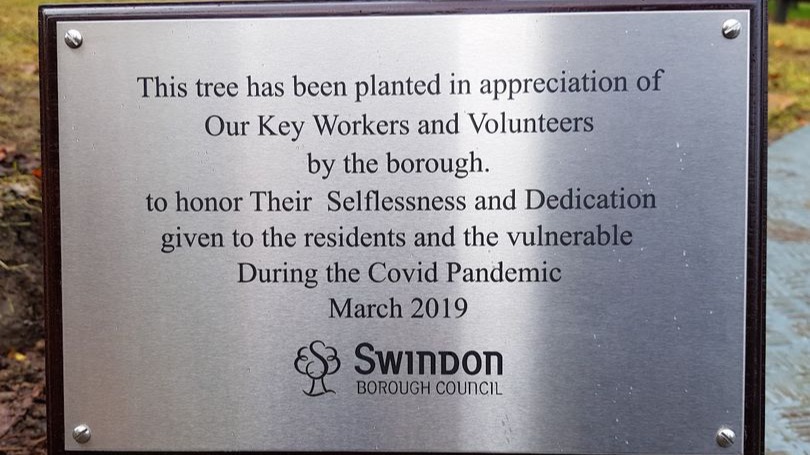 This tree has been planted in appreciation of
Our Key Workers and Volunteers
by the borough.
to honor Their  Selflessness and Dedication
given to the residents and the vulnerable
During the Covid Pandemic
March 2019
SWINDON
BOROUGH COUNCIL